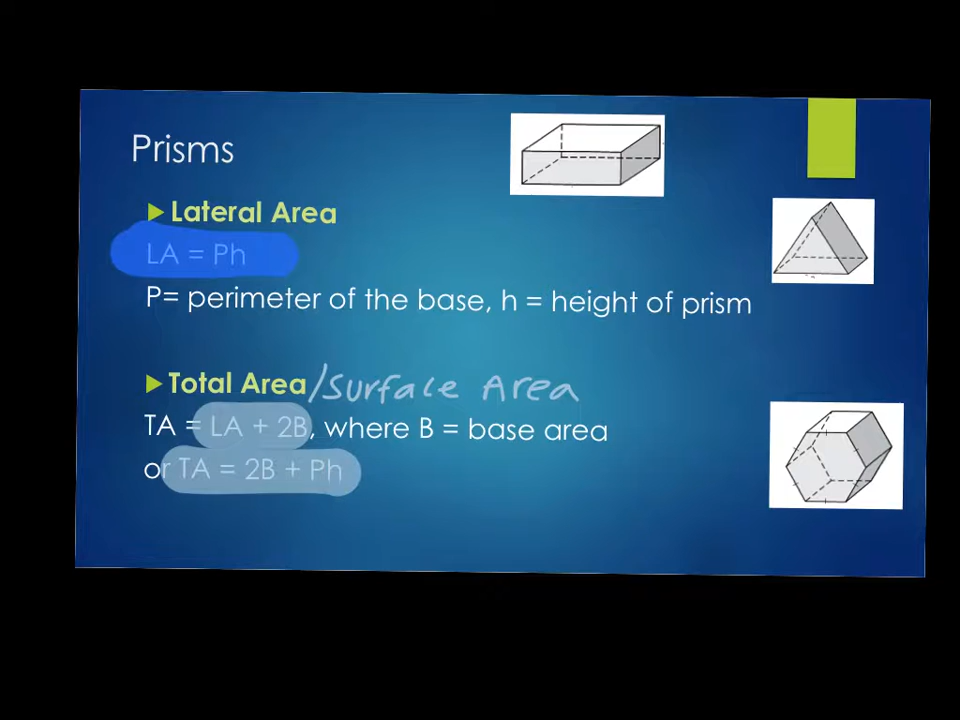 Prisms
Lateral Area
LA = Ph
P= perimeter of the base, h = height of prism
Total Area/Surface Area
TA = LA + 2B, where B = base area
or TA = 2B + Ph